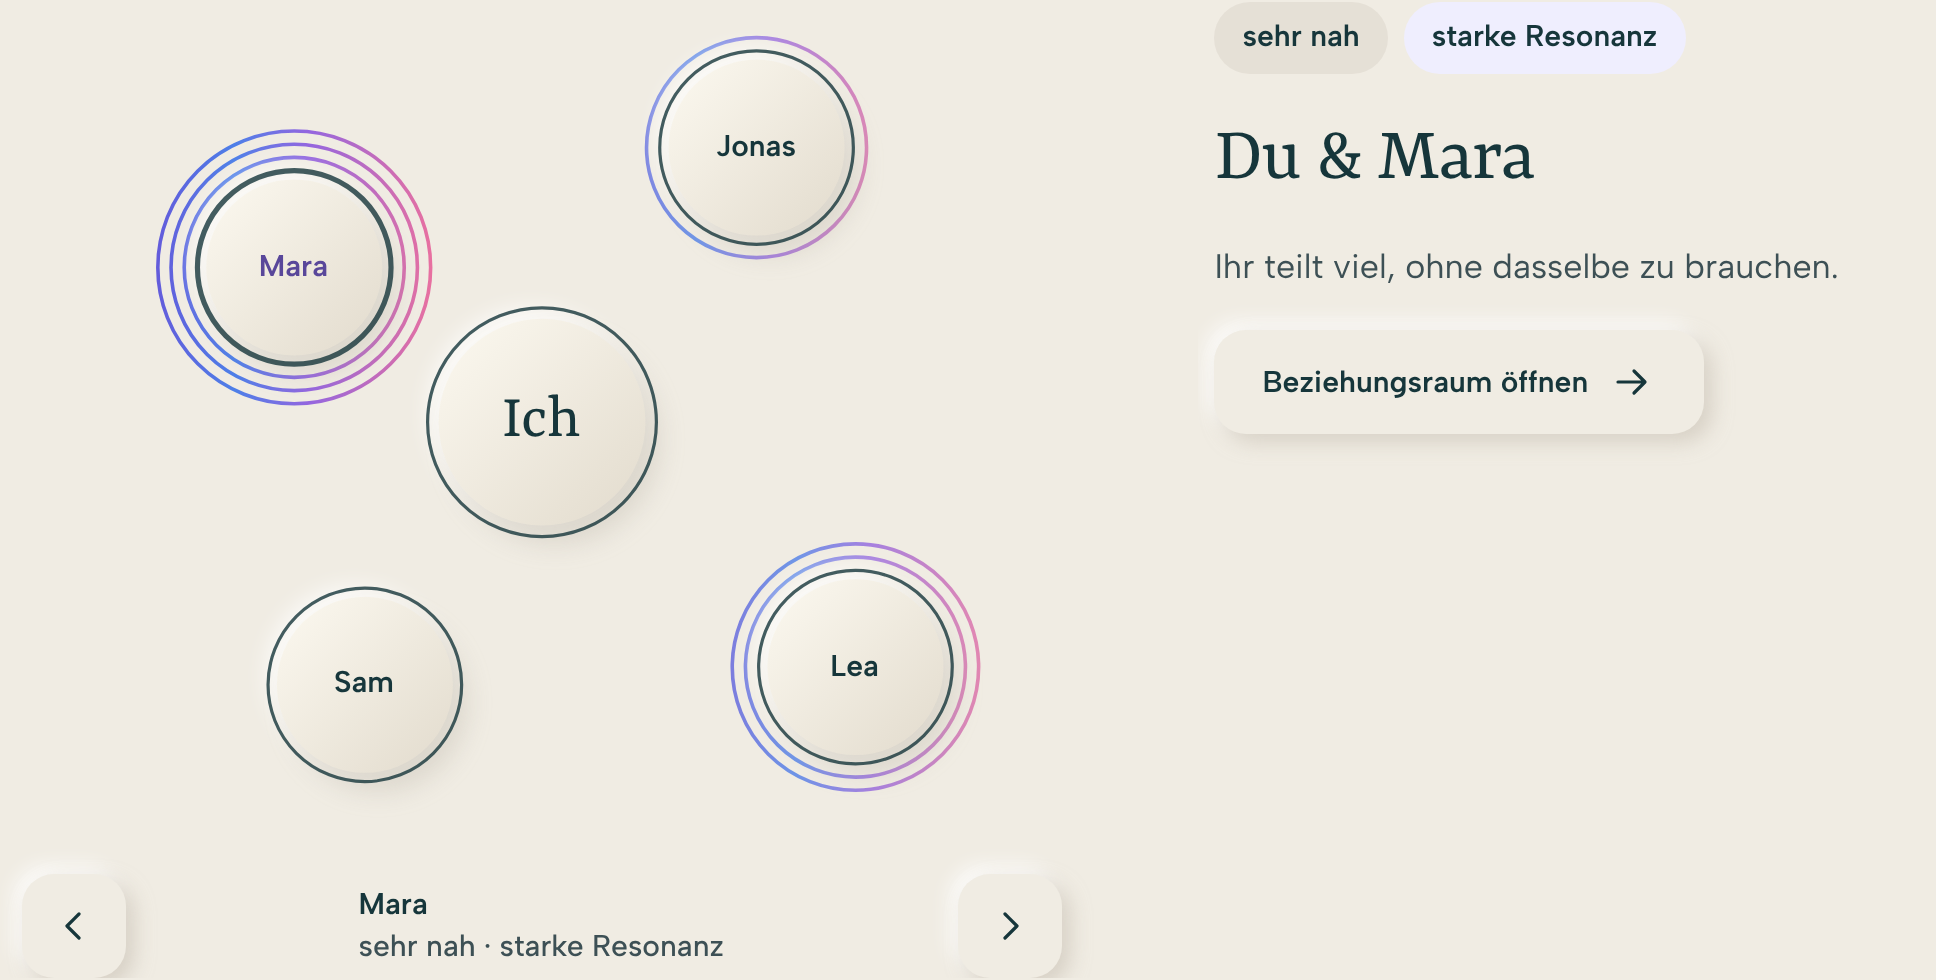 Jonas
Mara
Ich
Sam
Lea
Mara
sehr nah · starke Resonanz
sehr nah
starke Resonanz
Du & Mara
Ihr teilt viel, ohne dasselbe zu brauchen.
Beziehungsraum öffnen